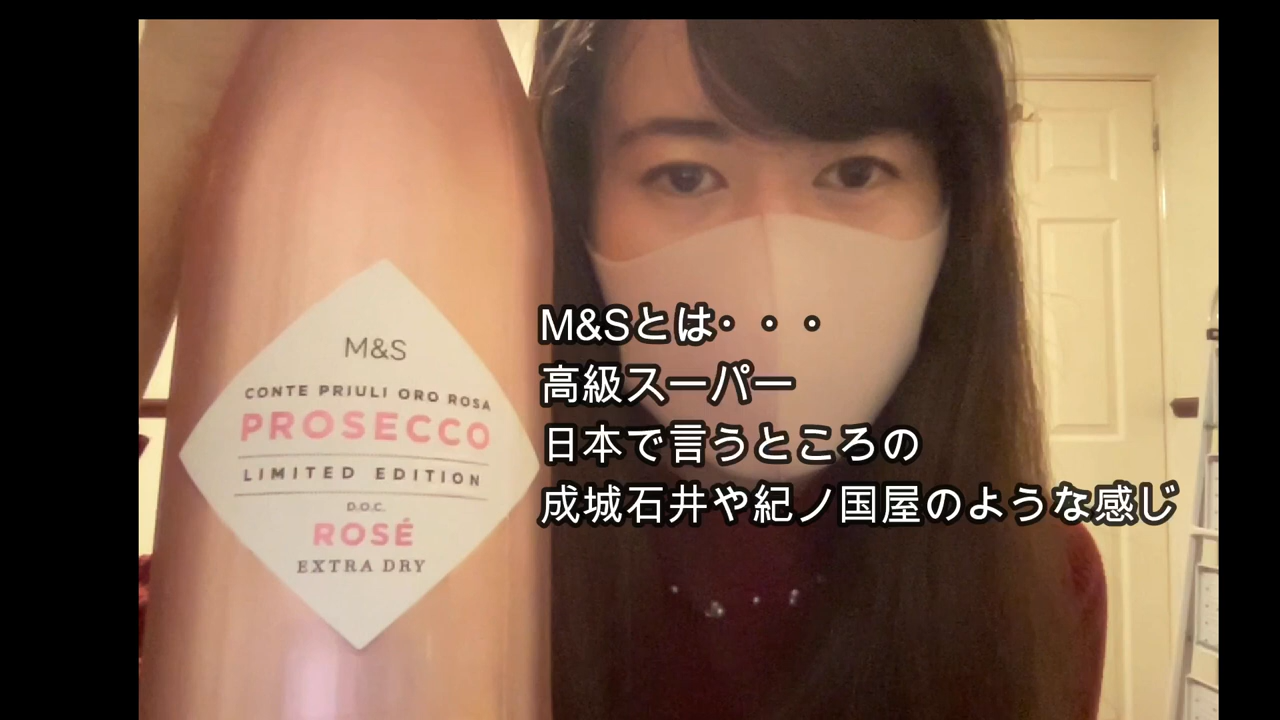 M&S
CONTE PRIULI ORO ROSA
PROSECCO
LIMITED EDITION
D.O.C.
ROSÉ
EXTRA DRY
M&Sとは・・・
高級スーパー
日本で言うところの
成城石井や紀ノ国屋のような感じ